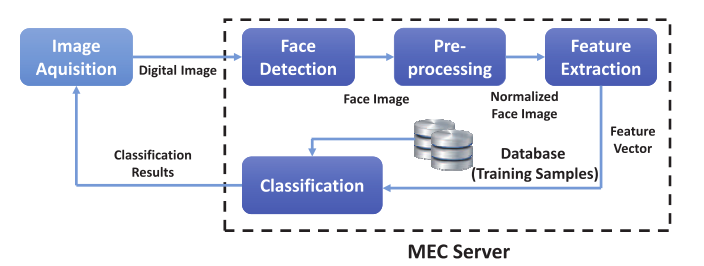 Image
Aquisition
Digital Image
Face
Detection
Face Image
Pre-
processing
Normalized
Face Image
Feature
Extraction
Feature
Vector
Database
(Training Samples)
Classification
Classification
Results
MEC Server